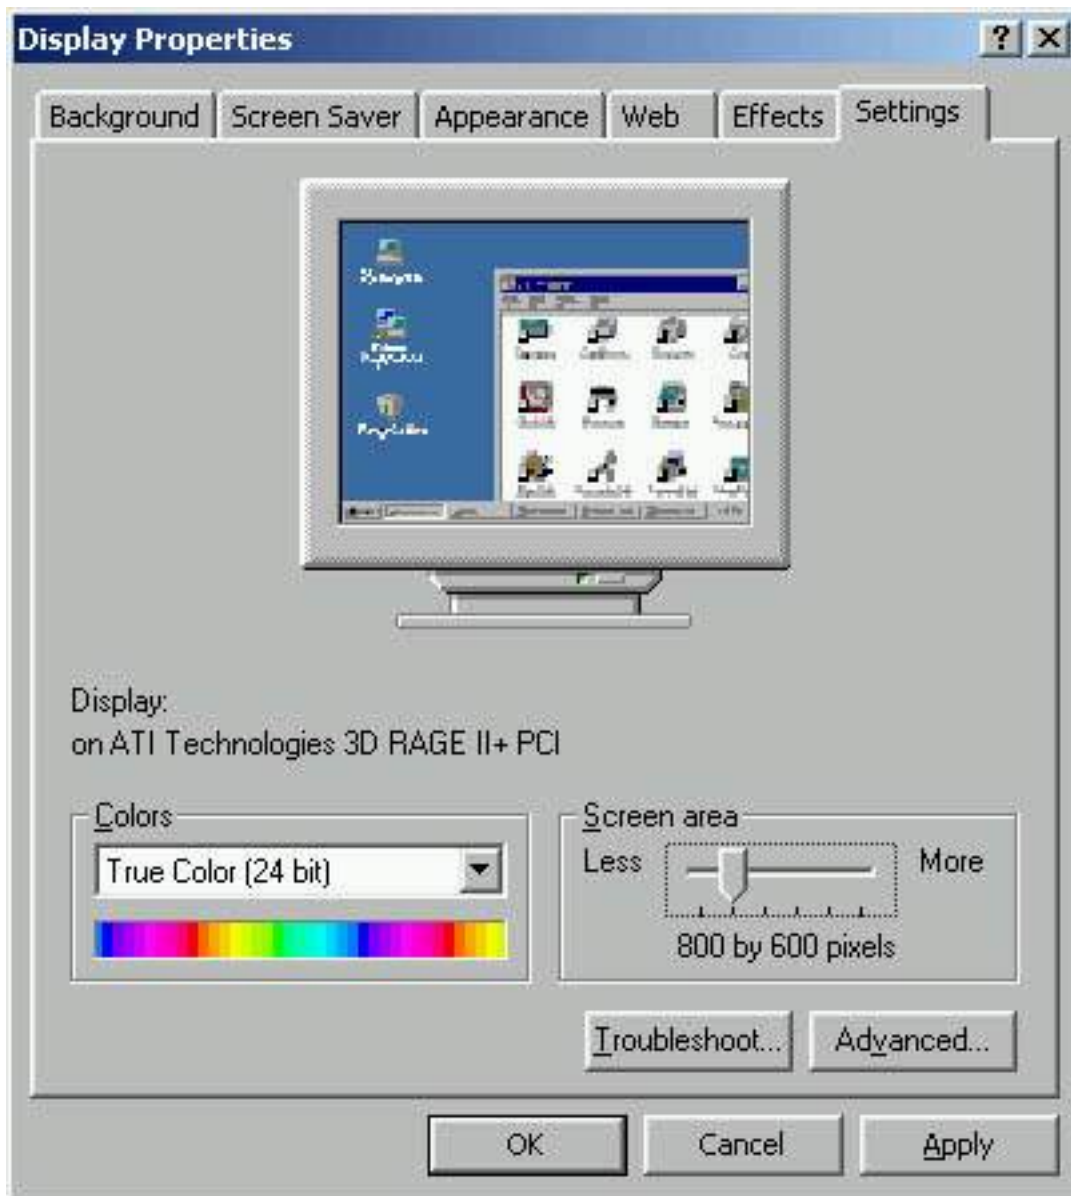 Display Properties
Background Screen Saver Appearance Web Effects Settings
Display:
on ATI Technologies 3D RAGE II+ PCI
Colors
True Color (24 bit)
Screen area
Less More
800 by 600 pixels
Troubleshoot... Advanced...
OK Cancel Apply